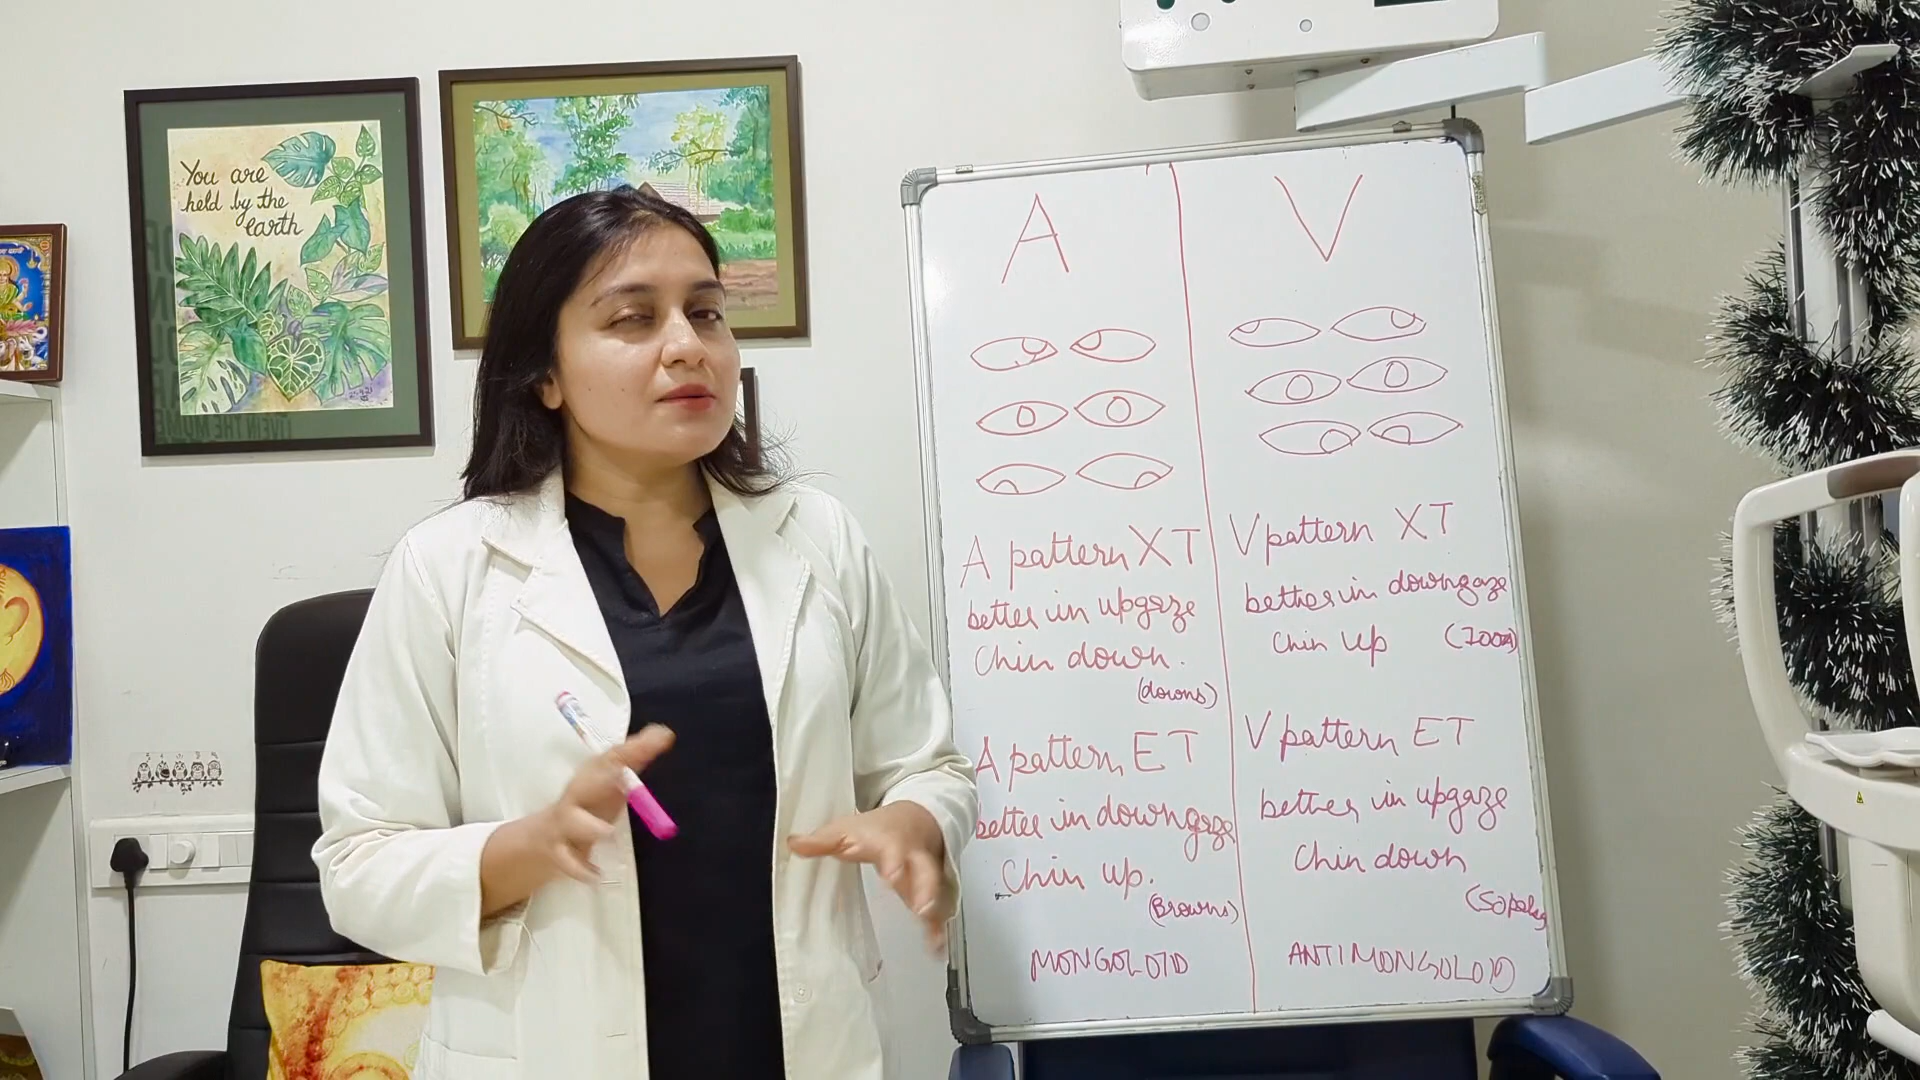 You are
held by the
earth
A
V
A pattern XT
better in upgaze
Chin down.
(downs)
A pattern ET
better in downgaze
Chin up.
(Browns)
MONGOLOID
V pattern XT
better in downgaze
Chin up
V pattern ET
better in upgaze
Chin down
ANTIMONGOLOID